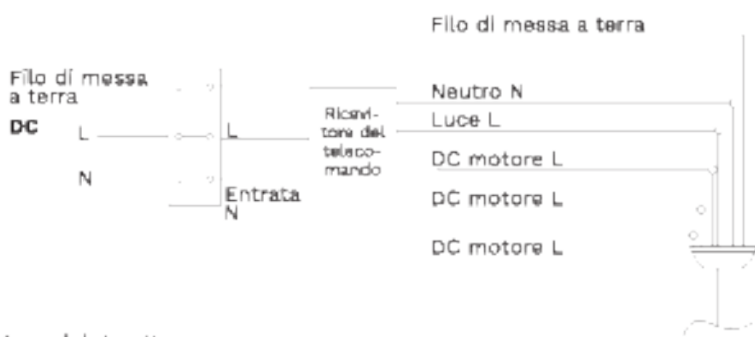 Filo di messa a terra
Filo di messa
a terra
DC
L
N
L
Entrata
N
Ricevi-
tore del
teleco-
mando
Neutro N
Luce L
DC motore L
DC motore L
DC motore L